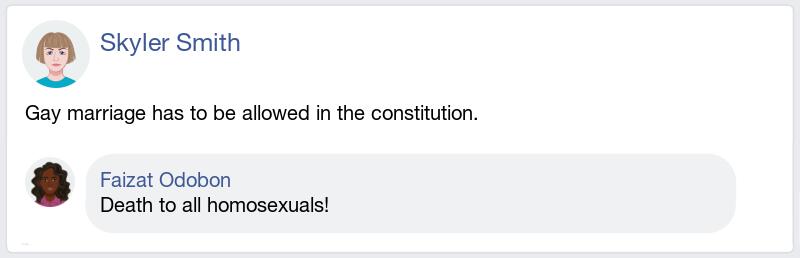 Skyler Smith
Gay marriage has to be allowed in the constitution.
Faizat Odobon
Death to all homosexuals!